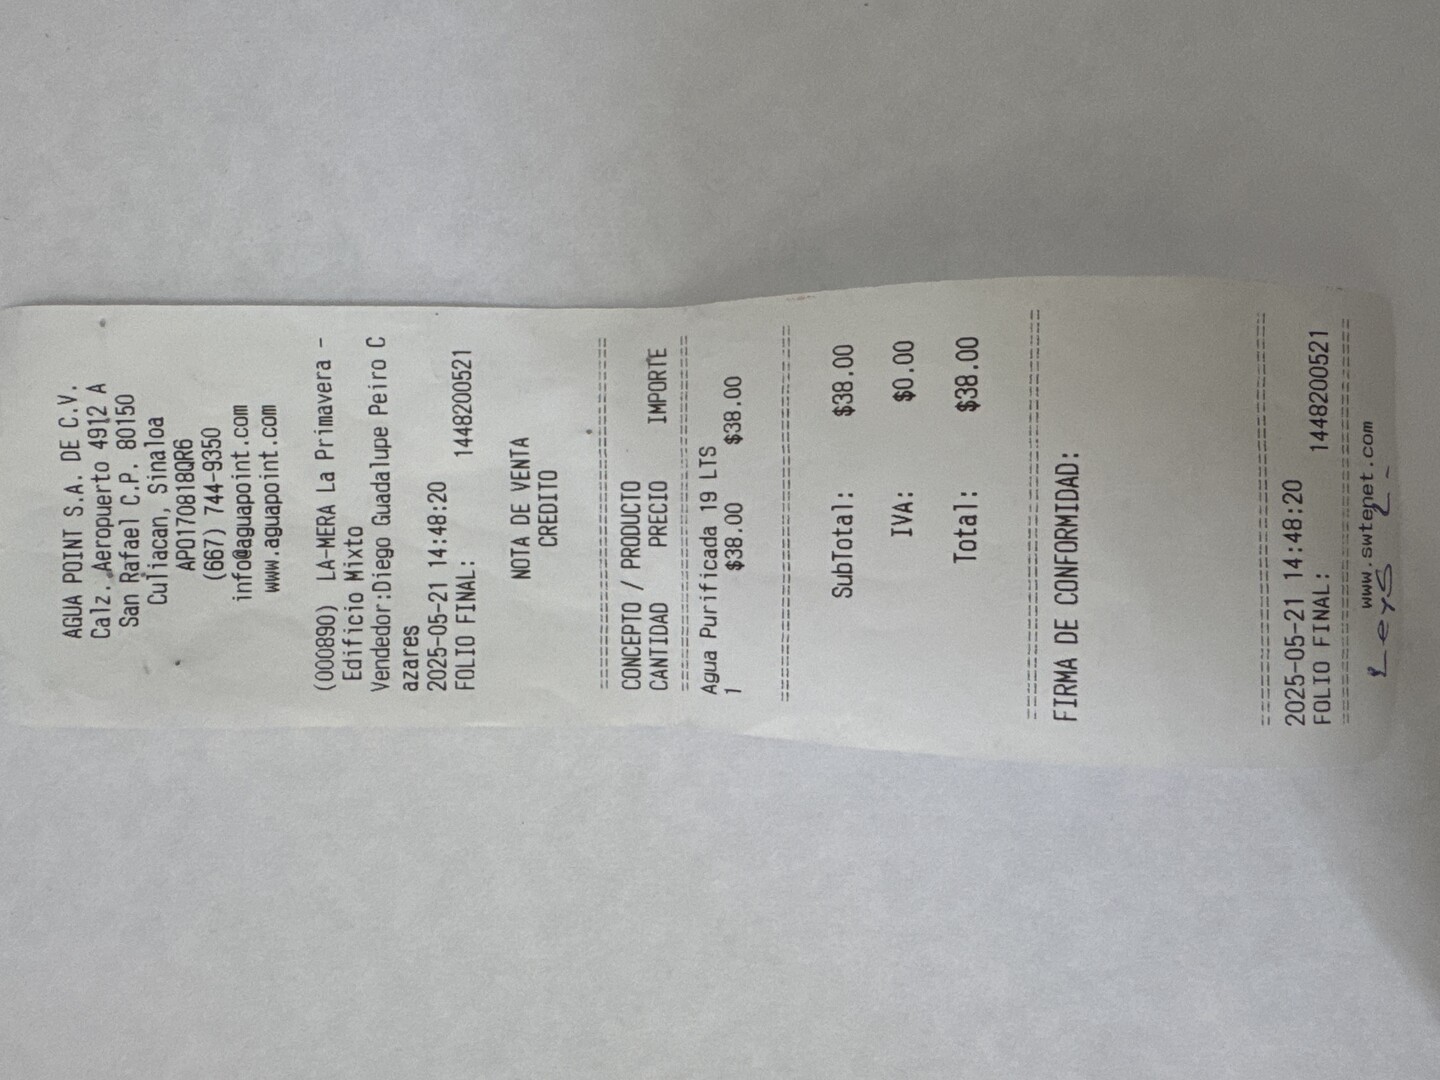 AGUA POINT S.A. DE C.V.
Calz. Aeropuerto 4912 A
San Rafael C.P. 80150
Culiacan, Sinaloa
APO170818QR6
(667) 744-9350
info@aguapoint.com
www.aguapoint.com
(000890) LA-MERA La Primavera -
Edificio Mixto
Vendedor:Diego Guadalupe Peiro C
azares
2025-05-21 14:48:20
FOLIO FINAL: 1448200521
NOTA DE VENTA
CREDITO
================================
CONCEPTO / PRODUCTO
CANTIDAD PRECIO IMPORTE
================================
Agua Purificada 19 LTS
1 $38.00 $38.00
================================
SubTotal: $38.00
IVA: $0.00
Total: $38.00
================================
FIRMA DE CONFORMIDAD:
================================
2025-05-21 14:48:20
FOLIO FINAL: 1448200521
================================
www.swtepet.com